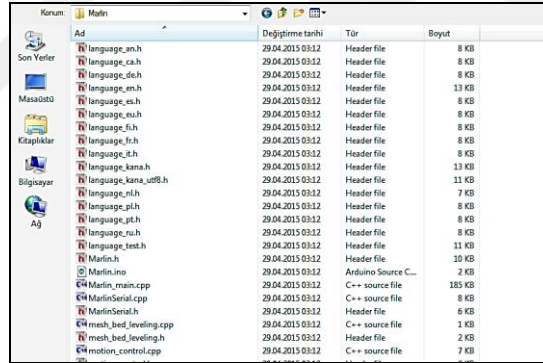 Konum: Marlin
Ad Değiştirme tarihi Tür Boyut
language_an.h 29.04.2015 03:12 Header file 8 KB
language_ca.h 29.04.2015 03:12 Header file 8 KB
language_de.h 29.04.2015 03:12 Header file 8 KB
language_en.h 29.04.2015 03:12 Header file 13 KB
language_es.h 29.04.2015 03:12 Header file 8 KB
language_eu.h 29.04.2015 03:12 Header file 8 KB
language_fi.h 29.04.2015 03:12 Header file 8 KB
language_fr.h 29.04.2015 03:12 Header file 8 KB
language_it.h 29.04.2015 03:12 Header file 8 KB
language_kana.h 29.04.2015 03:12 Header file 13 KB
language_kana_utf8.h 29.04.2015 03:12 Header file 11 KB
language_nl.h 29.04.2015 03:12 Header file 7 KB
language_pl.h 29.04.2015 03:12 Header file 8 KB
language_pt.h 29.04.2015 03:12 Header file 8 KB
language_ru.h 29.04.2015 03:12 Header file 8 KB
language_test.h 29.04.2015 03:12 Header file 11 KB
Marlin.h 29.04.2015 03:12 Header file 10 KB
Marlin.ino 29.04.2015 03:12 Arduino Source C... 2 KB
Marlin_main.cpp 29.04.2015 03:12 C++ source file 185 KB
MarlinSerial.cpp 29.04.2015 03:12 C++ source file 8 KB
MarlinSerial.h 29.04.2015 03:12 Header file 6 KB
mesh_bed_leveling.cpp 29.04.2015 03:12 C++ source file 1 KB
mesh_bed_leveling.h 29.04.2015 03:12 Header file 2 KB
motion_control.cpp 29.04.2015 03:12 C++ source file 7 KB
Son Yerler
Masaüstü
Kitaplıklar
Bilgisayar
Ağ